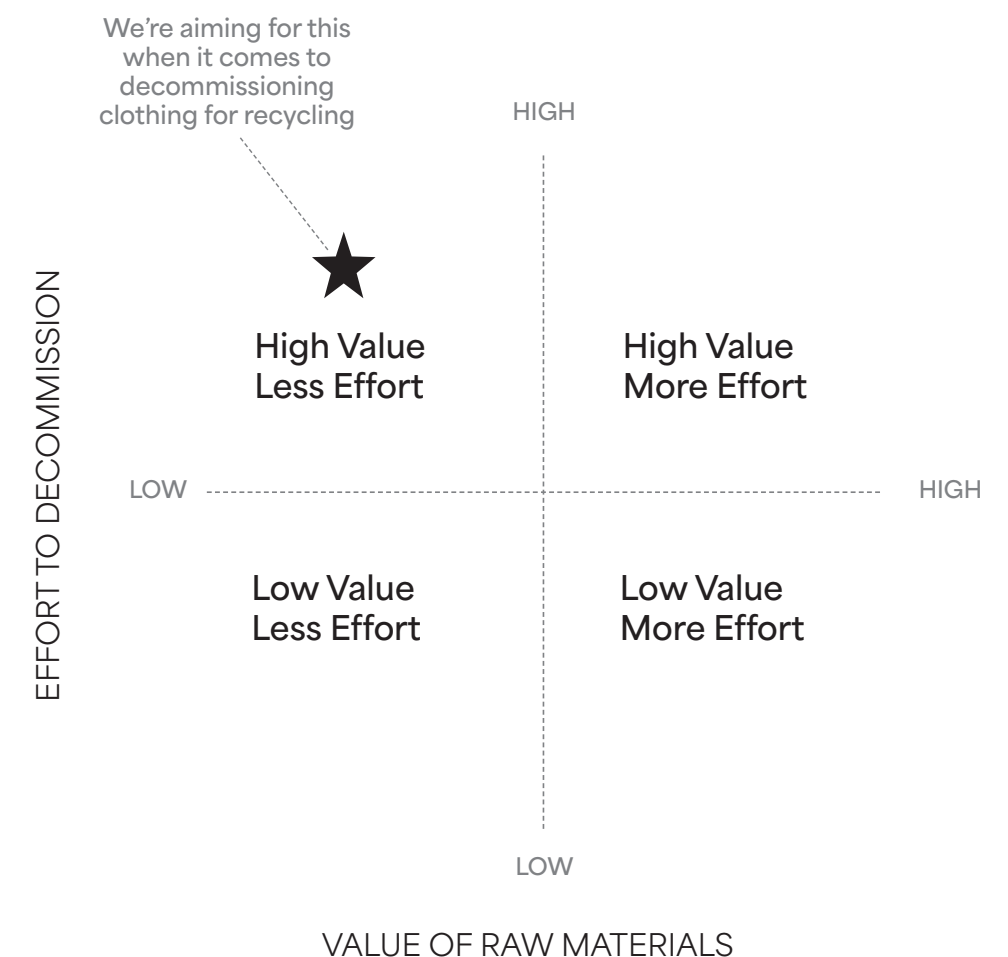 We're aiming for this
when it comes to
decommissioning
clothing for recycling
HIGH
EFFORT TO DECOMMISSION
High Value
Less Effort
High Value
More Effort
LOW
HIGH
Low Value
Less Effort
Low Value
More Effort
LOW
VALUE OF RAW MATERIALS